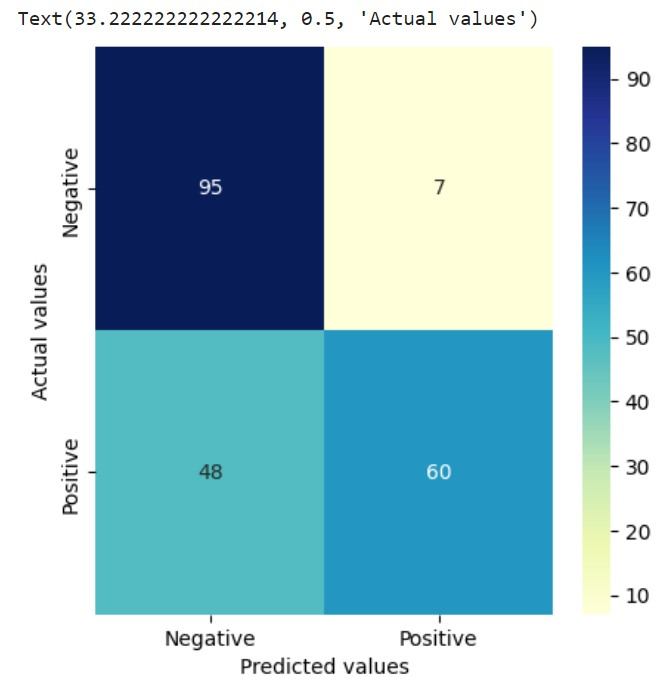 Text(33.222222222222214, 0.5, 'Actual values')
90
80
70
60
50
40
30
20
10
Actual values
Negative
95
7
Positive
48
60
Negative Positive
Predicted values